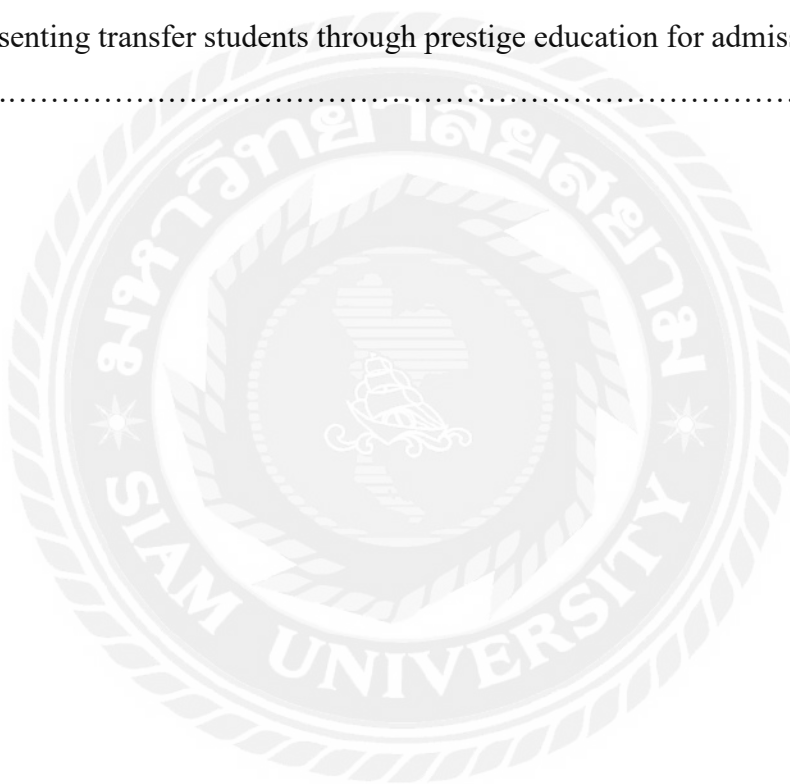 senting transfer students through prestige education for admiss
................................................................................
มหาวิทยาลัยสยาม
SIAM UNIVERSITY